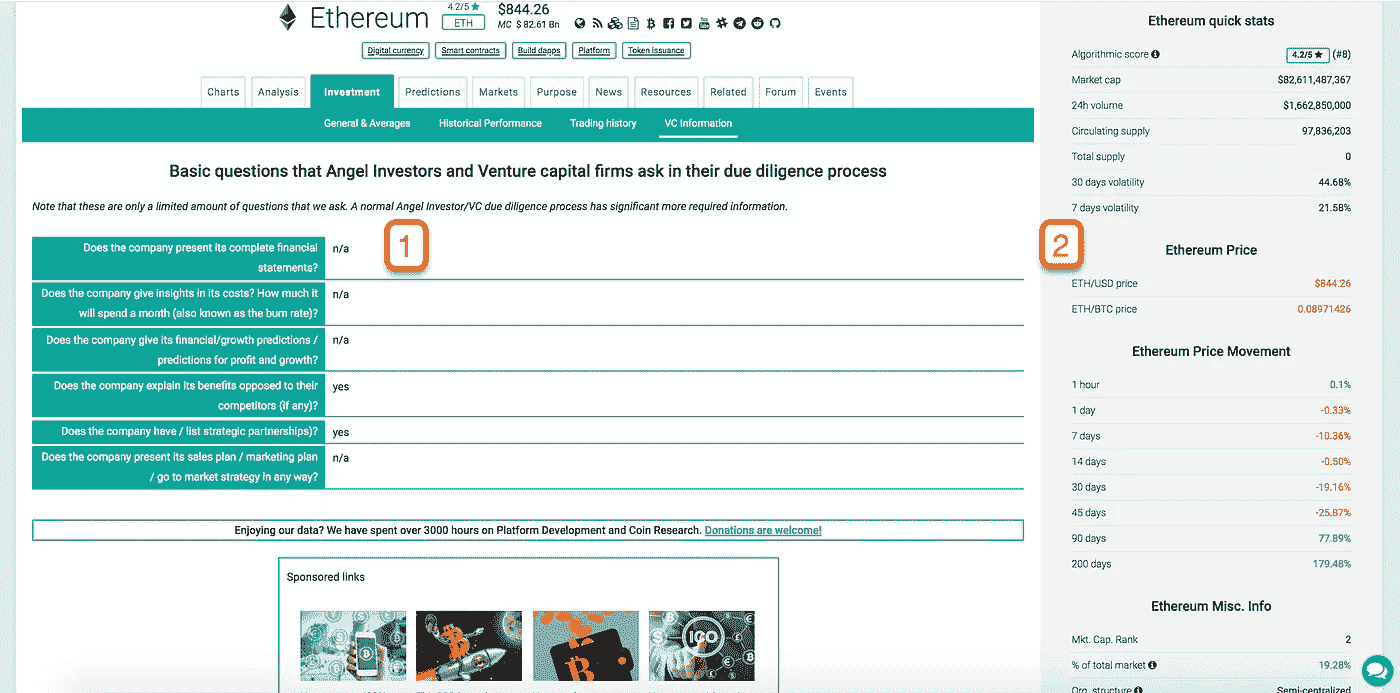 Ethereum
4.2/5 ★
ETH
$844.26
MC $ 82.61 Bn
Digital currency Smart contracts Build dapps Platform Token issuance
Charts Analysis Investment Predictions Markets Purpose News Resources Related Forum Events
General & Averages Historical Performance Trading history VC Information
Basic questions that Angel Investors and Venture capital firms ask in their due diligence process
Note that these are only a limited amount of questions that we ask. A normal Angel Investor/VC due diligence process has significant more required information.
1
Does the company present its complete financial
statements?
n/a
Does the company give insights in its costs? How much it
will spend a month (also known as the burn rate)?
n/a
Does the company give its financial/growth predictions /
predictions for profit and growth?
n/a
Does the company explain its benefits opposed to their
competitors (if any)?
yes
Does the company have / list strategic partnerships)?
yes
Does the company present its sales plan / marketing plan
/ go to market strategy in any way?
n/a
Enjoying our data? We have spent over 3000 hours on Platform Development and Coin Research. Donations are welcome!
Sponsored links
ICO
2
Ethereum quick stats
Algorithmic score 4.2/5 ★ (#8)
Market cap $82,611,487,367
24h volume $1,662,850,000
Circulating supply 97,836,203
Total supply 0
30 days volatility 44.68%
7 days volatility 21.58%
Ethereum Price
ETH/USD price $844.26
ETH/BTC price 0.08971426
Ethereum Price Movement
1 hour 0.1%
1 day -0.33%
7 days -10.36%
14 days -0.50%
30 days -19.16%
45 days -25.87%
90 days 77.89%
200 days 179.48%
Ethereum Misc. Info
Mkt. Cap. Rank 2
% of total market 19.28%
Org. structure Semi-centralized